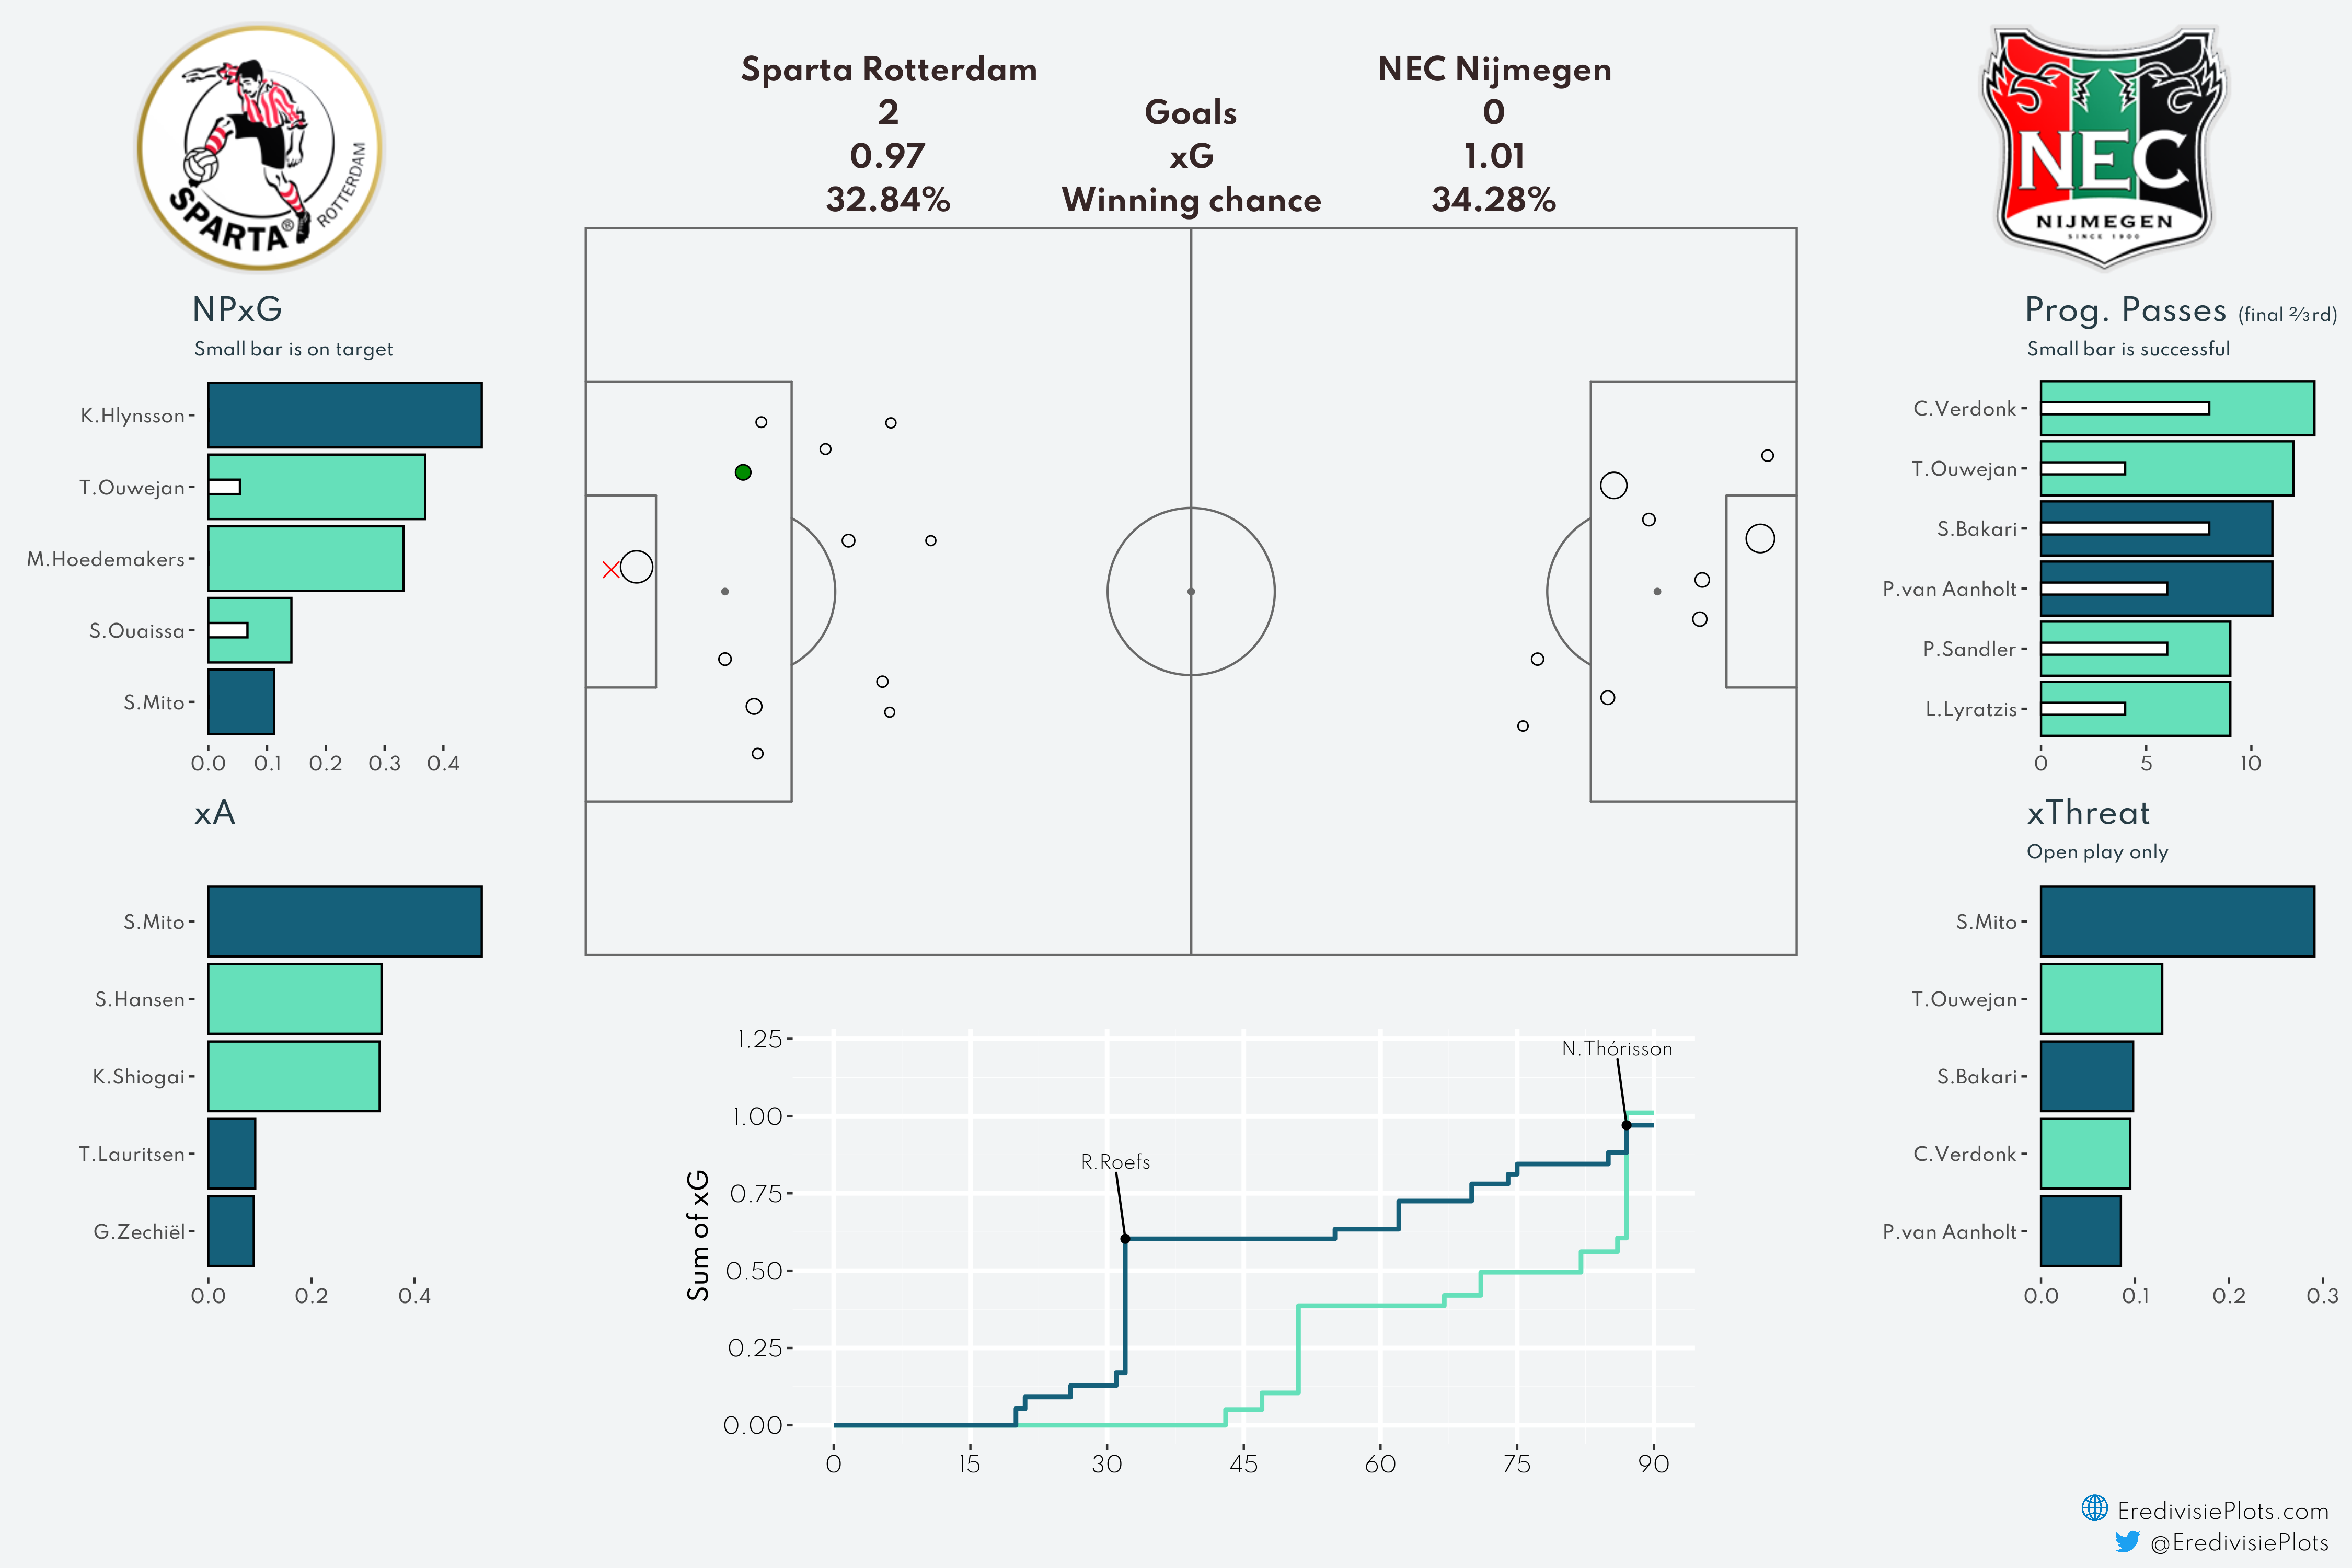 SPARTA®
ROTTERDAM
Sparta Rotterdam NEC Nijmegen
2 Goals 0
0.97 xG 1.01
32.84% Winning chance 34.28%
NEC
NIJMEGEN
SINCE 1900
NPxG
Small bar is on target
K.Hlynsson
T.Ouwejan
M.Hoedemakers
S.Ouaissa
S.Mito
0.0 0.1 0.2 0.3 0.4
xA
S.Mito
S.Hansen
K.Shiogai
T.Lauritsen
G.Zechiël
0.0 0.2 0.4
Sum of xG
1.25
1.00
0.75
0.50
0.25
0.00
N.Thórisson
R.Roefs
0 15 30 45 60 75 90
Prog. Passes (final ⅔rd)
Small bar is successful
C.Verdonk
T.Ouwejan
S.Bakari
P.van Aanholt
P.Sandler
L.Lyratzis
0 5 10
xThreat
Open play only
S.Mito
T.Ouwejan
S.Bakari
C.Verdonk
P.van Aanholt
0.0 0.1 0.2 0.3
EredivisiePlots.com
@EredivisiePlots